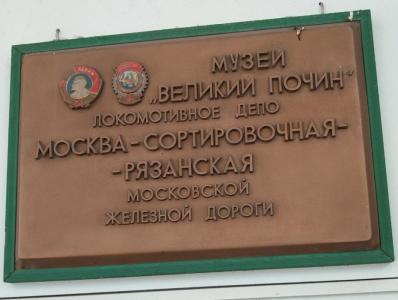 МУЗЕЙ
„ВЕЛИКИЙ ПОЧИН"
ЛОКОМОТИВНОЕ ДЕПО
МОСКВА-СОРТИРОВОЧНАЯ-
-РЯЗАНСКАЯ
МОСКОВСКОЙ
ЖЕЛЕЗНОЙ ДОРОГИ